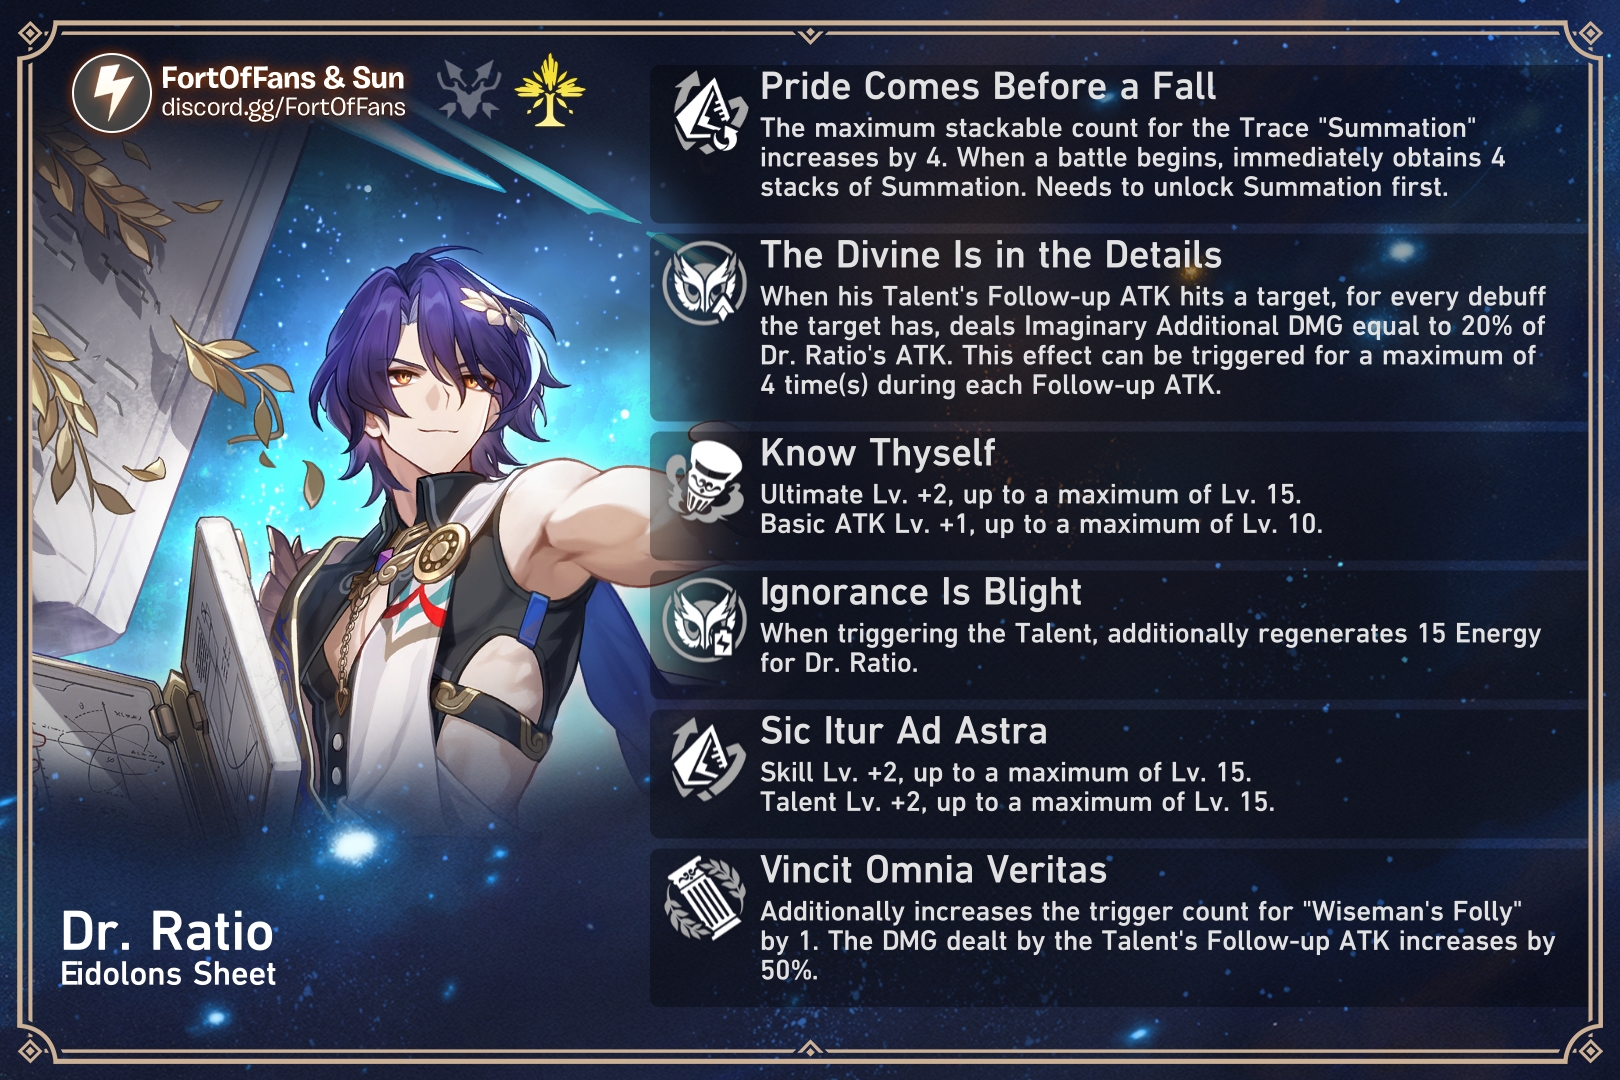 FortOfFans & Sun
discord.gg/FortOfFans
Pride Comes Before a Fall
The maximum stackable count for the Trace "Summation"
increases by 4. When a battle begins, immediately obtains 4
stacks of Summation. Needs to unlock Summation first.
The Divine Is in the Details
When his Talent's Follow-up ATK hits a target, for every debuff
the target has, deals Imaginary Additional DMG equal to 20% of
Dr. Ratio's ATK. This effect can be triggered for a maximum of
4 time(s) during each Follow-up ATK.
Know Thyself
Ultimate Lv. +2, up to a maximum of Lv. 15.
Basic ATK Lv. +1, up to a maximum of Lv. 10.
Ignorance Is Blight
When triggering the Talent, additionally regenerates 15 Energy
for Dr. Ratio.
Sic Itur Ad Astra
Skill Lv. +2, up to a maximum of Lv. 15.
Talent Lv. +2, up to a maximum of Lv. 15.
Vincit Omnia Veritas
Additionally increases the trigger count for "Wiseman's Folly"
by 1. The DMG dealt by the Talent's Follow-up ATK increases by
50%.
Dr. Ratio
Eidolons Sheet